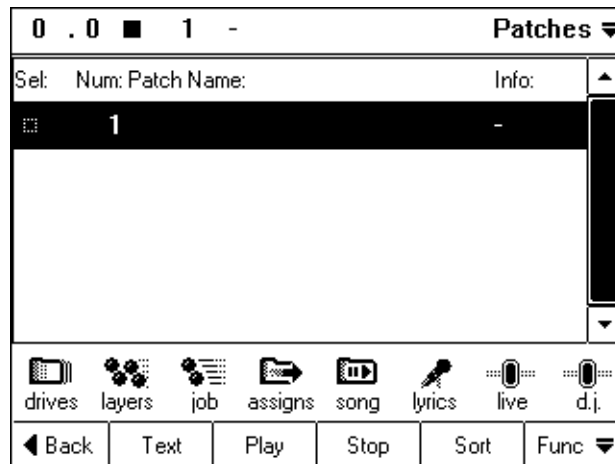 0 .0 ■ 1 - Patches
Sel: Num: Patch Name: Info:
1 -
drives layers job assigns song lyrics live d.j.
Back Text Play Stop Sort Func